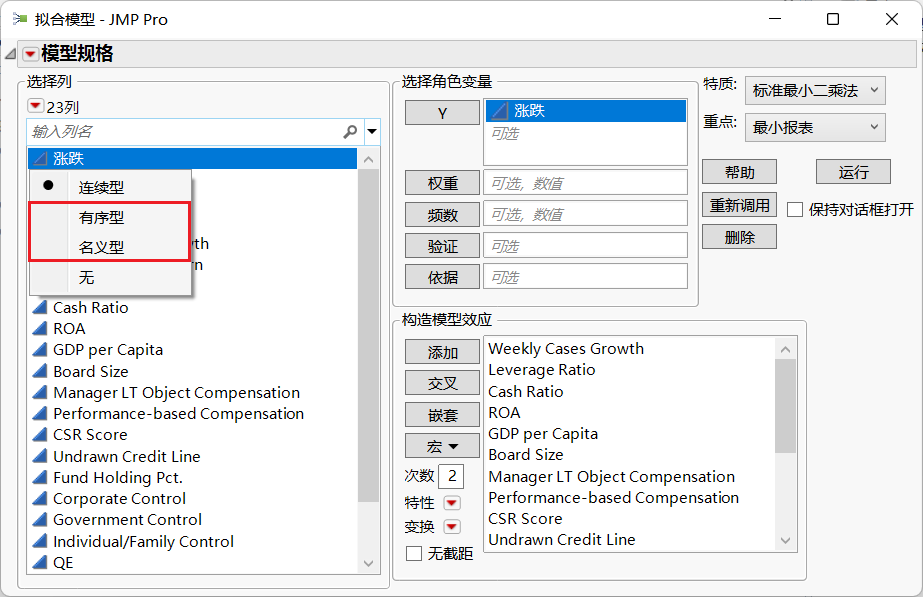 拟合模型 - JMP Pro
模型规格
选择列
23列
输入列名
涨跌
连续型
有序型
名义型
无
th
n
Cash Ratio
ROA
GDP per Capita
Board Size
Manager LT Object Compensation
Performance-based Compensation
CSR Score
Undrawn Credit Line
Fund Holding Pct.
Corporate Control
Government Control
Individual/Family Control
QE
选择角色变量
Y
涨跌
可选
权重
可选，数值
频数
可选，数值
验证
可选
依据
可选
构造模型效应
添加
交叉
嵌套
宏
次数 2
特性
变换
无截距
Weekly Cases Growth
Leverage Ratio
Cash Ratio
ROA
GDP per Capita
Board Size
Manager LT Object Compensation
Performance-based Compensation
CSR Score
Undrawn Credit Line
特质: 标准最小二乘法
重点: 最小报表
帮助
运行
重新调用
保持对话框打开
删除